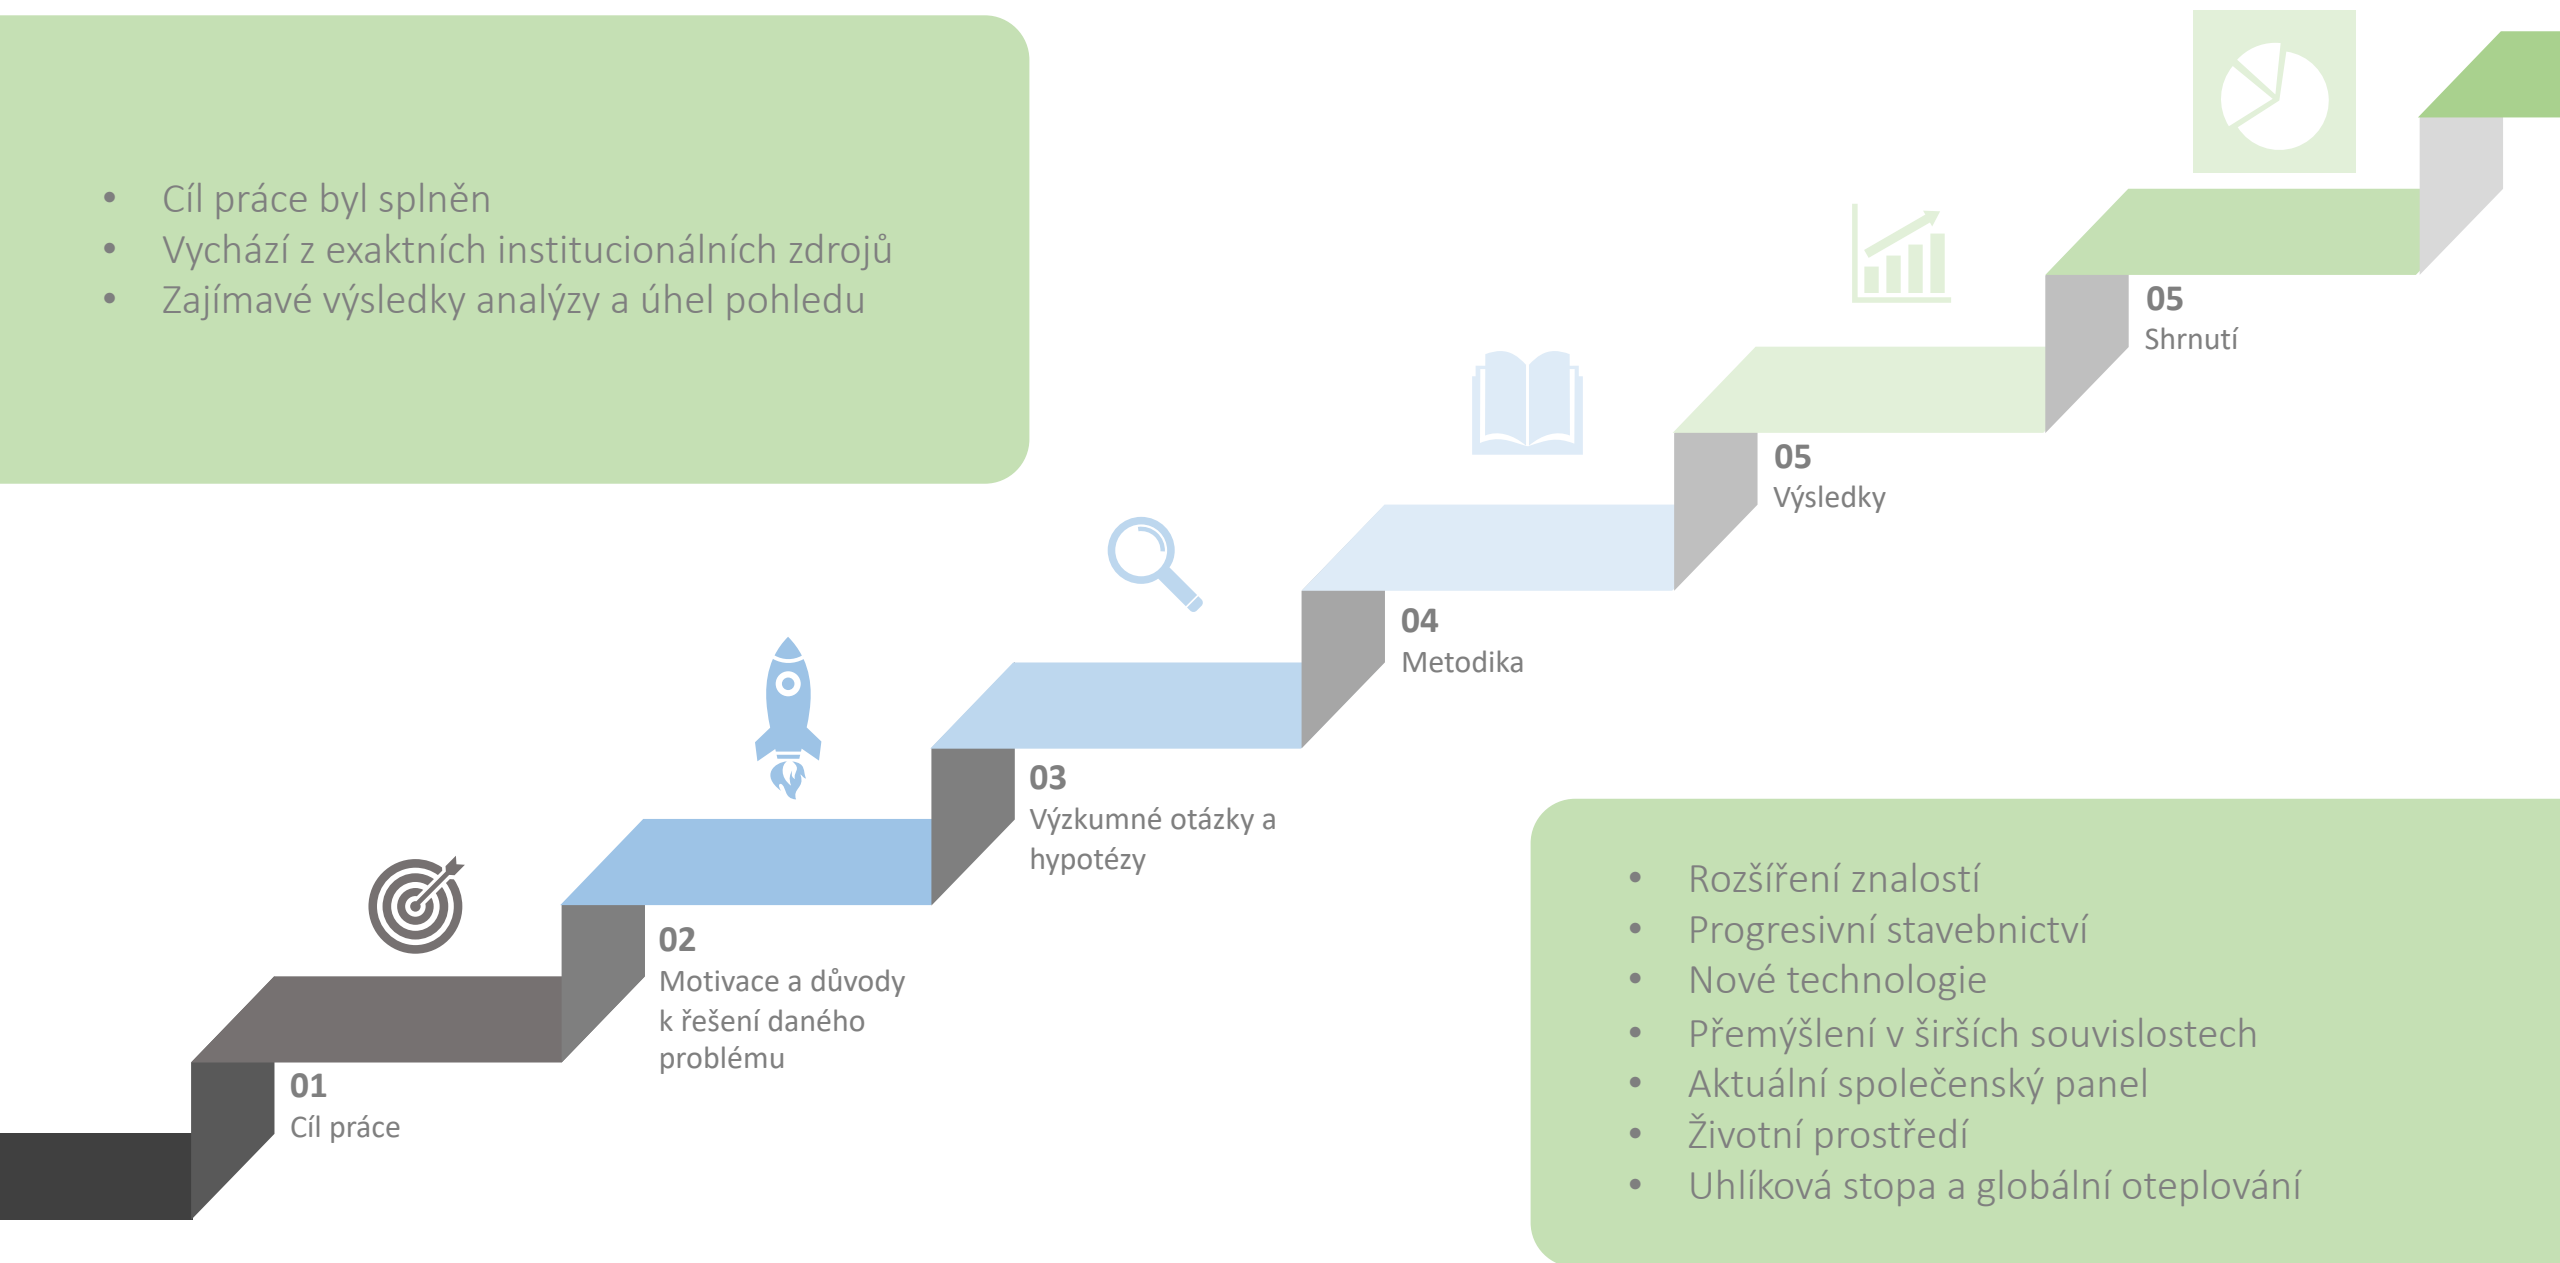 • Cíl práce byl splněn
• Vychází z exaktních institucionálních zdrojů
• Zajímavé výsledky analýzy a úhel pohledu
01
Cíl práce
02
Motivace a důvody
k řešení daného
problému
03
Výzkumné otázky a
hypotézy
04
Metodika
05
Výsledky
05
Shrnutí
• Rozšíření znalostí
• Progresivní stavebnictví
• Nové technologie
• Přemýšlení v širších souvislostech
• Aktuální společenský panel
• Životní prostředí
• Uhlíková stopa a globální oteplování